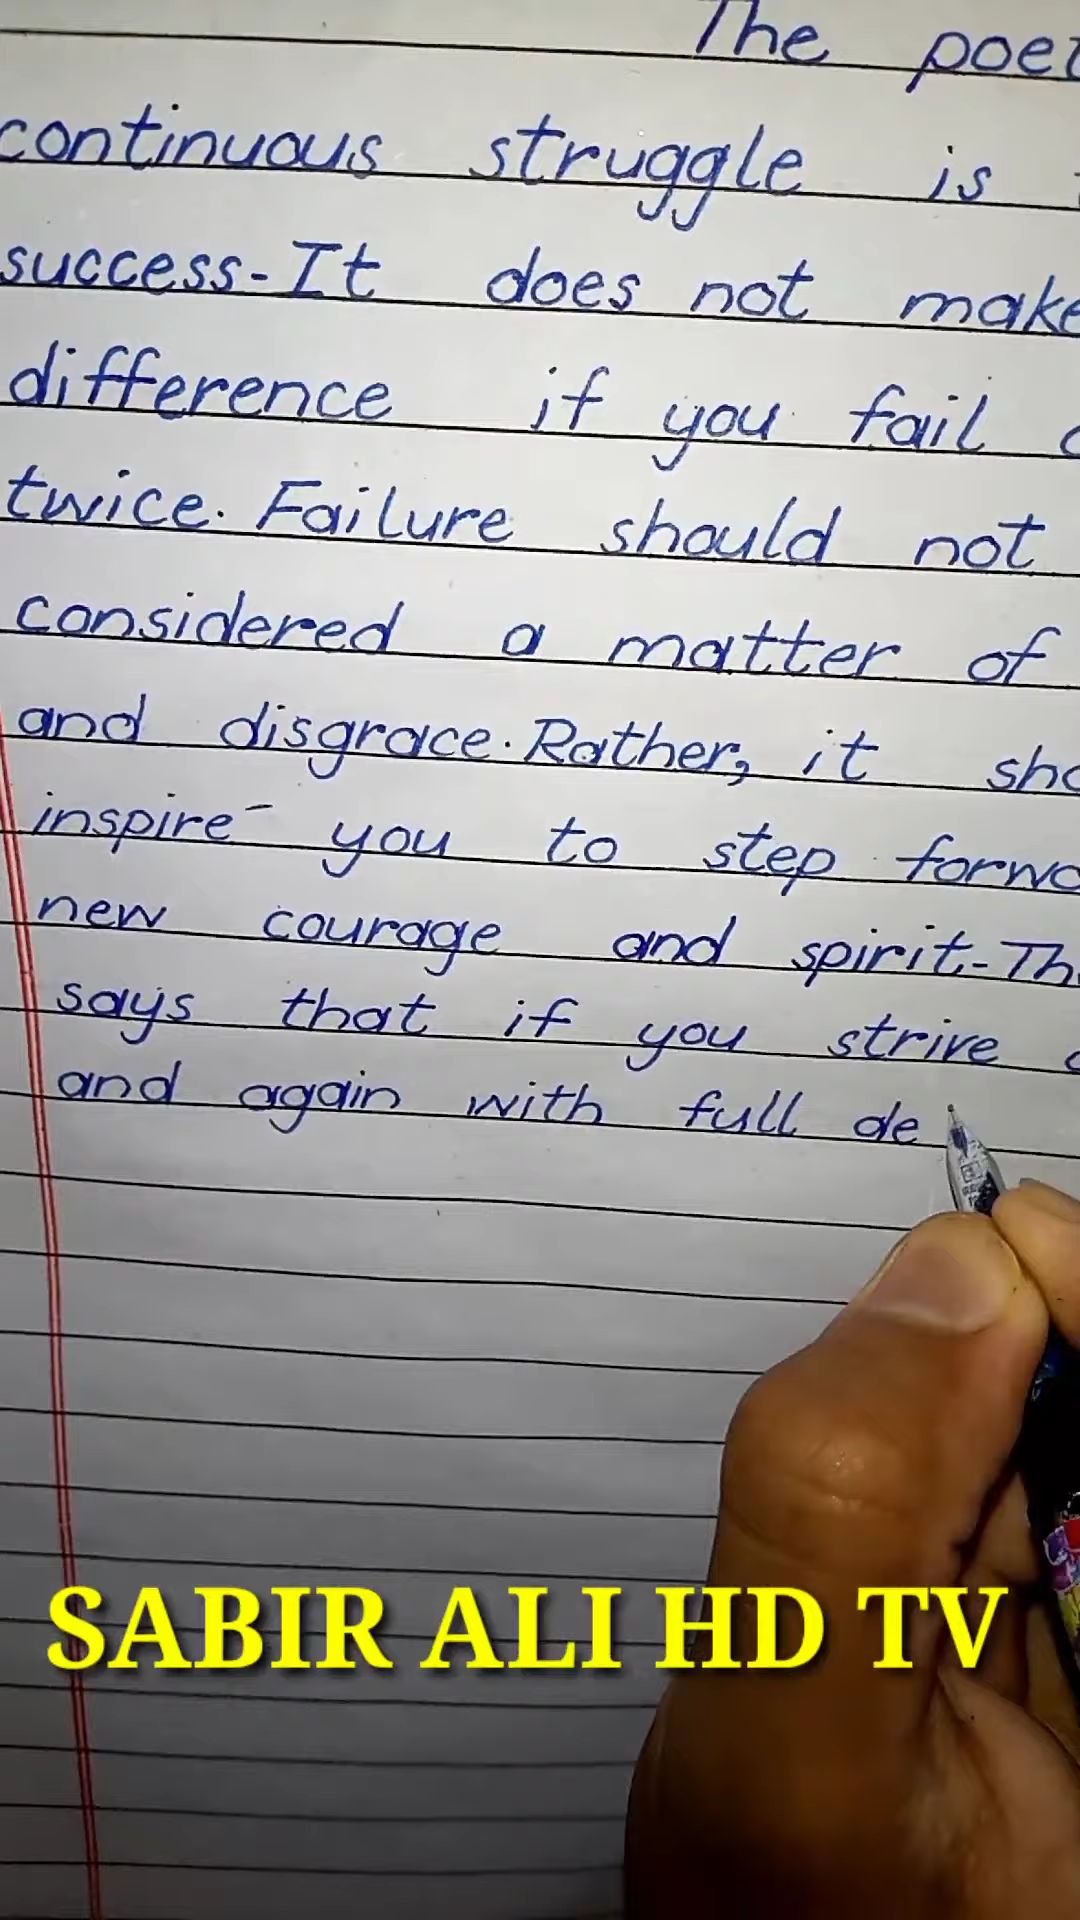 The poet
continuous struggle is
success-It does not make
difference if you fail
twice. Failure should not
considered a matter of
and disgrace. Rather, it sho
inspire you to step forwa
new courage and spirit.-Th
says that if you strive
and again with full de
SABIR ALI HD TV